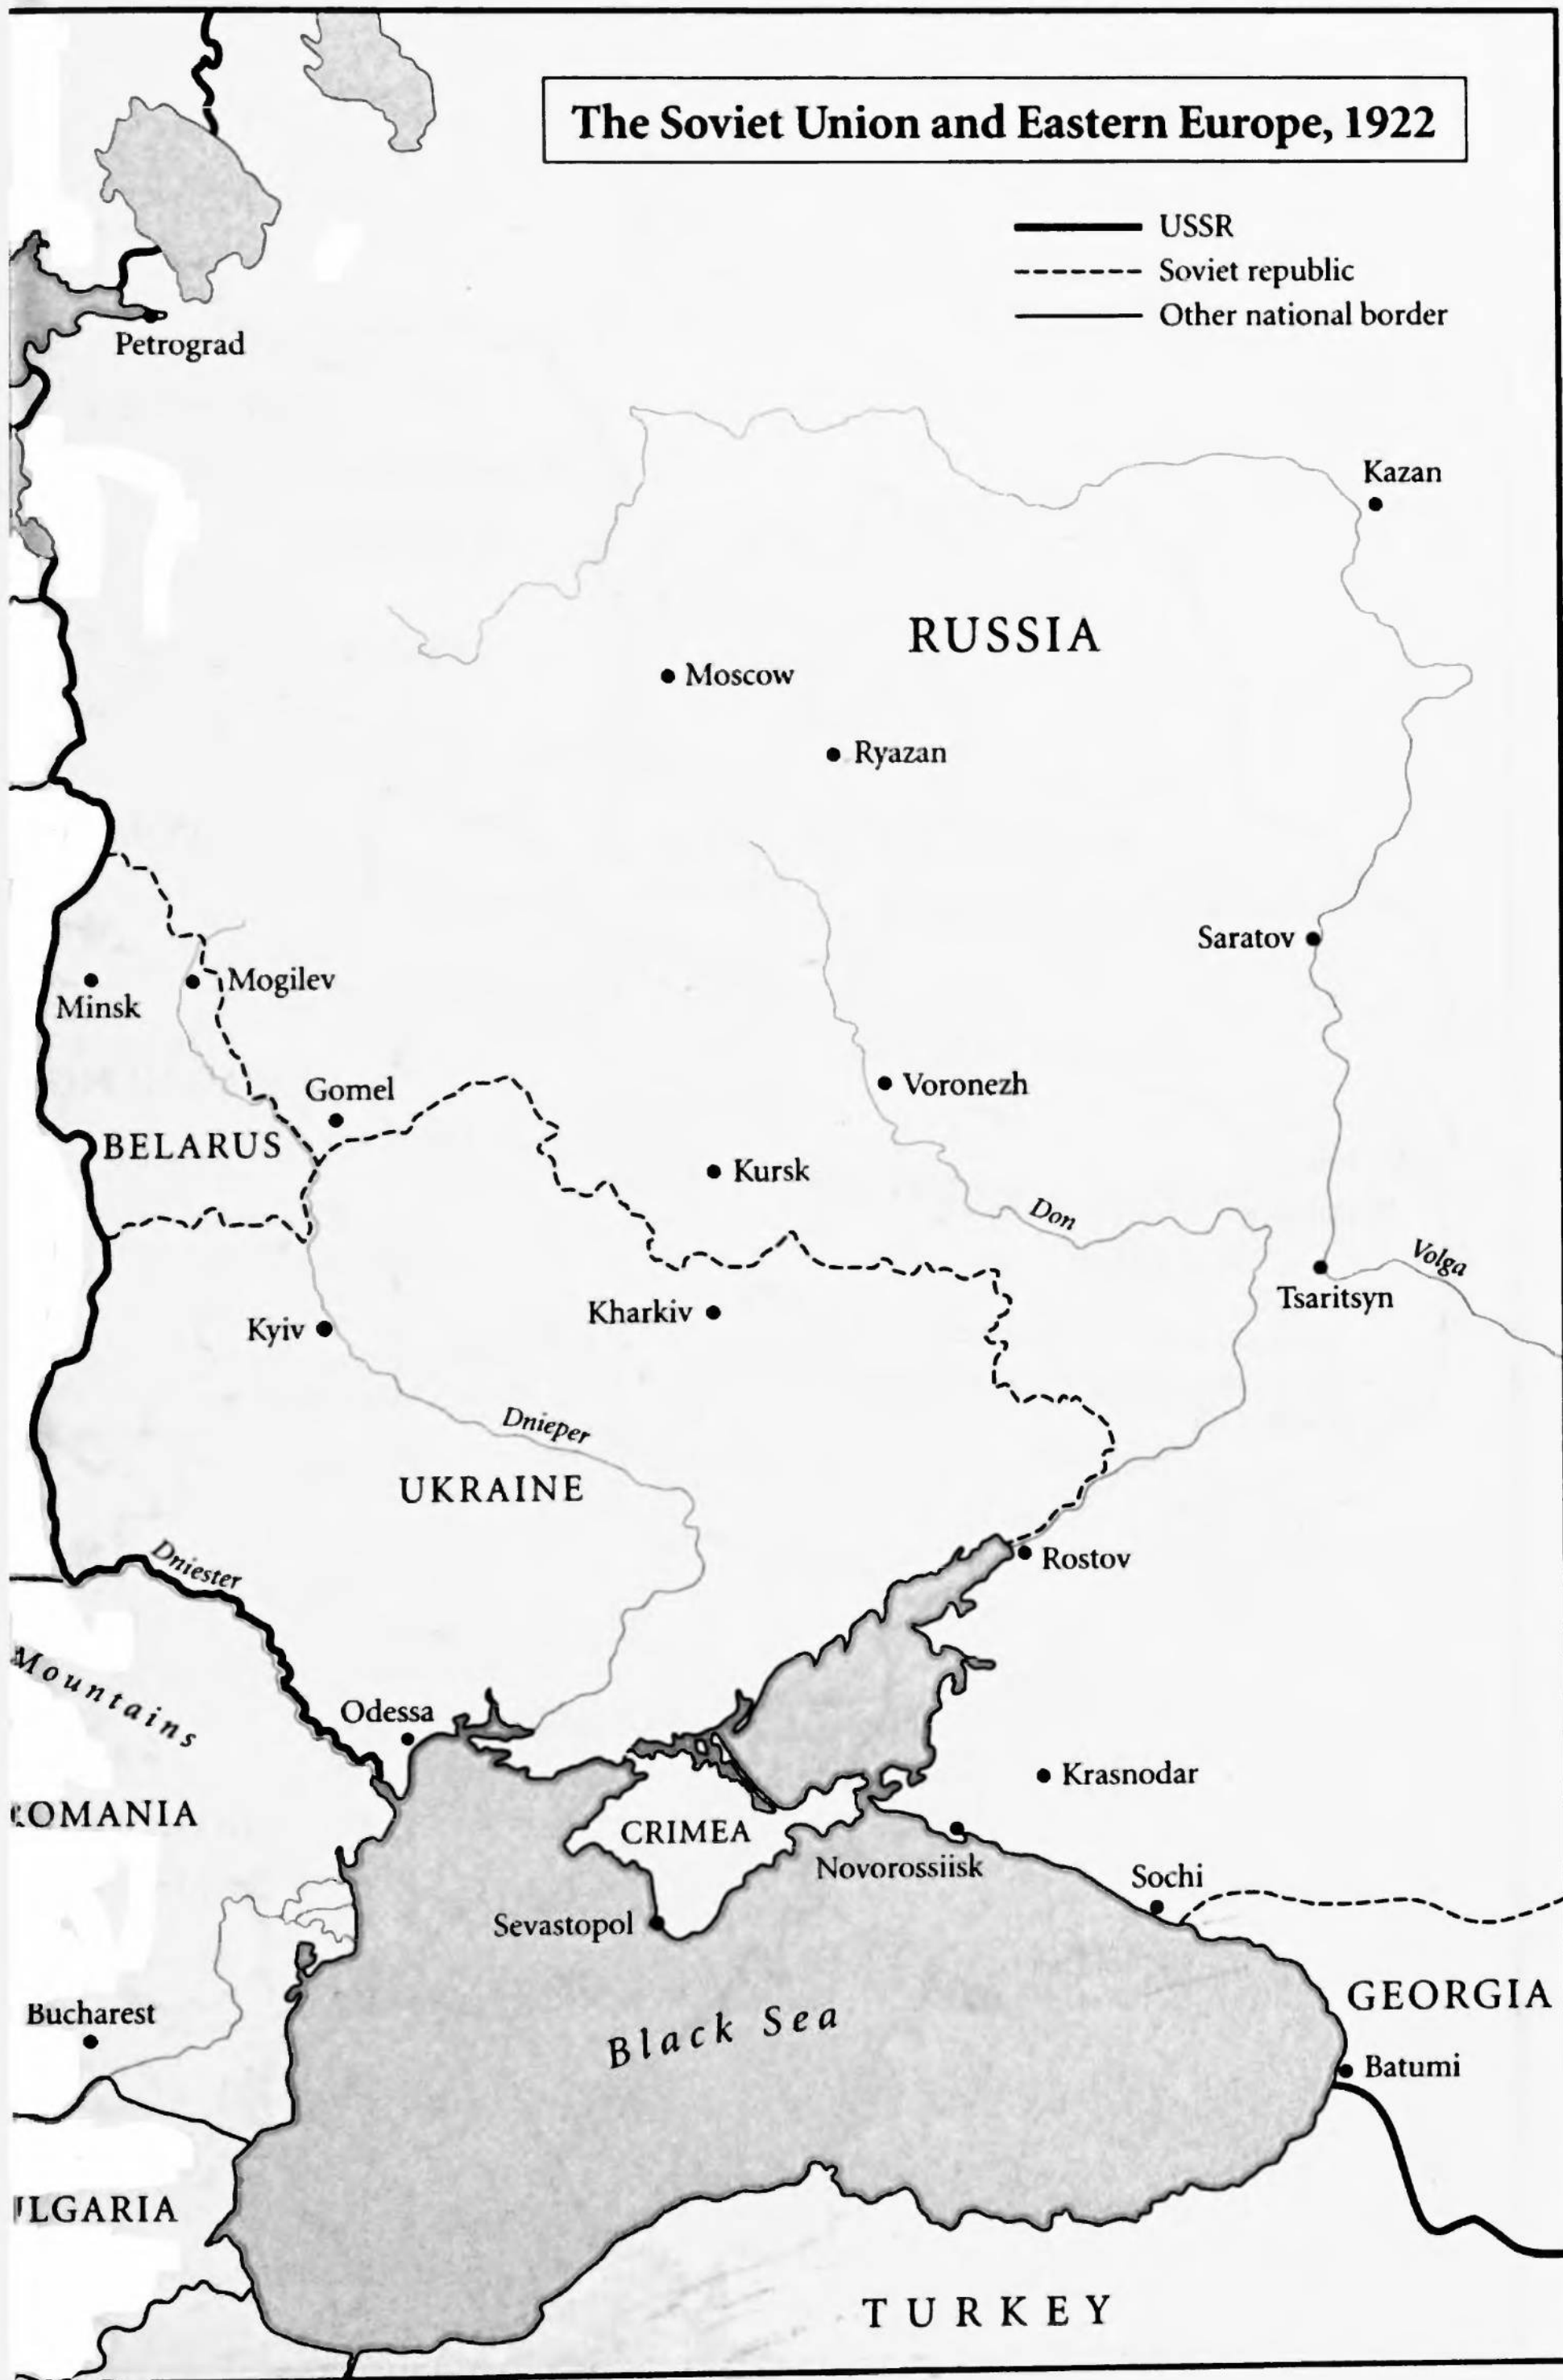 The Soviet Union and Eastern Europe, 1922
USSR
Soviet republic
Other national border
Petrograd
Kazan
RUSSIA
Moscow
Ryazan
Saratov
Minsk
Mogilev
Gomel
Voronezh
BELARUS
Kursk
Don
Volga
Tsaritsyn
Kharkiv
Kyiv
Dnieper
UKRAINE
Dniester
Rostov
Mountains
Odessa
Krasnodar
OMANIA
CRIMEA
Novorossiisk
Sochi
Sevastopol
GEORGIA
Bucharest
Black Sea
Batumi
LGARIA
TURKEY